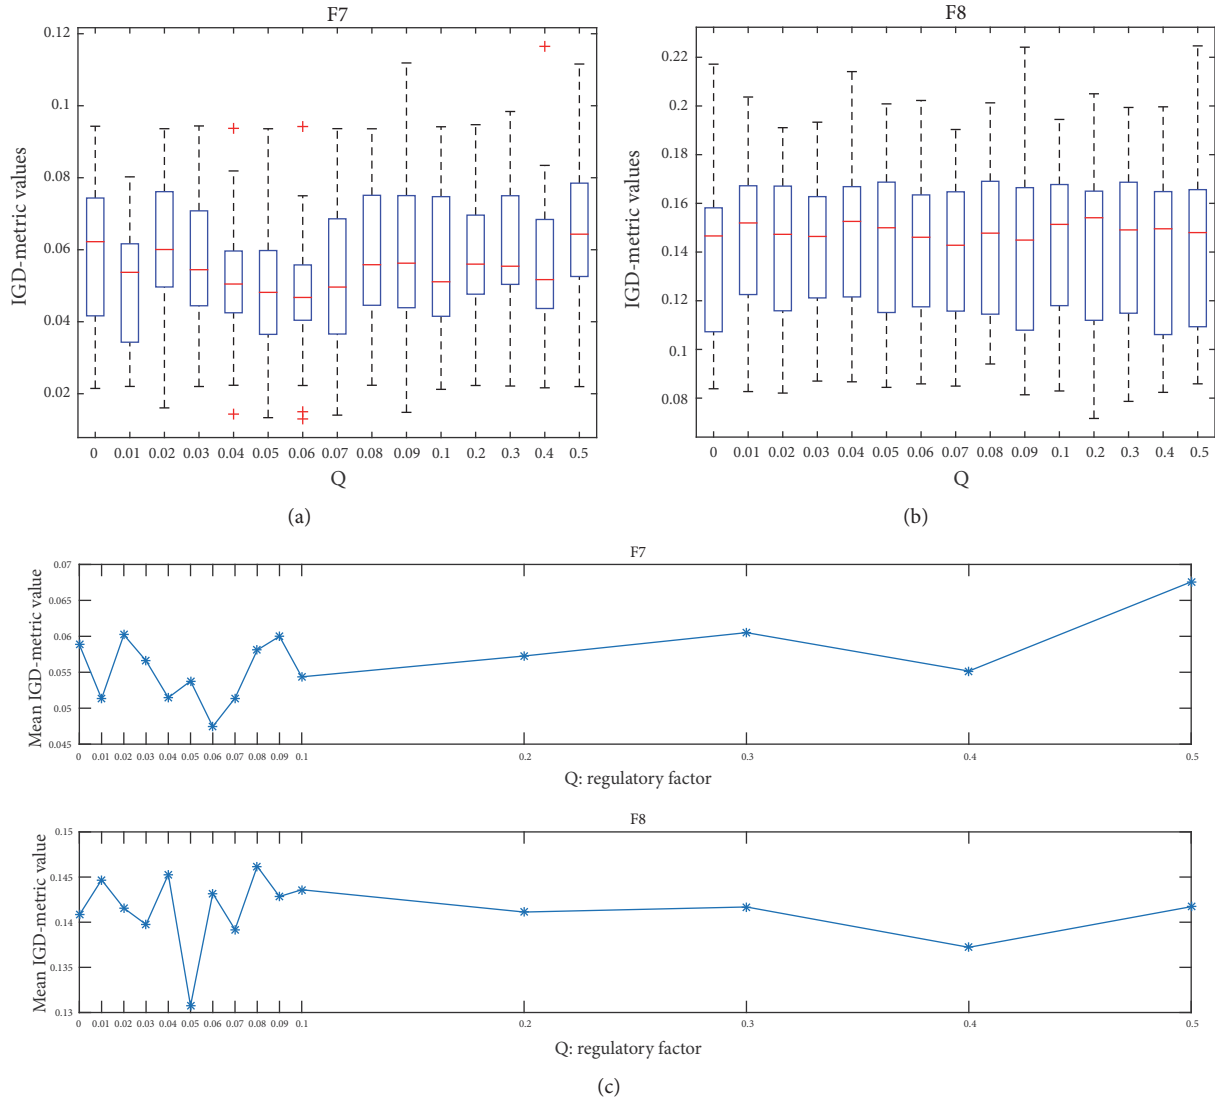 F7
0.12
0.1
0.08
0.06
0.04
0.02
IGD-metric values
0 0.01 0.02 0.03 0.04 0.05 0.06 0.07 0.08 0.09 0.1 0.2 0.3 0.4 0.5
Q
(a)
F8
0.22
0.2
0.18
0.16
0.14
0.12
0.1
0.08
IGD-metric values
0 0.01 0.02 0.03 0.04 0.05 0.06 0.07 0.08 0.09 0.1 0.2 0.3 0.4 0.5
Q
(b)
F7
0.07
0.065
0.06
0.055
0.05
0.045
Mean IGD-metric value
0 0.01 0.02 0.03 0.04 0.05 0.06 0.07 0.08 0.09 0.1 0.2 0.3 0.4 0.5
Q: regulatory factor
F8
0.15
0.145
0.14
0.135
0.13
Mean IGD-metric value
0 0.01 0.02 0.03 0.04 0.05 0.06 0.07 0.08 0.09 0.1 0.2 0.3 0.4 0.5
Q: regulatory factor
(c)